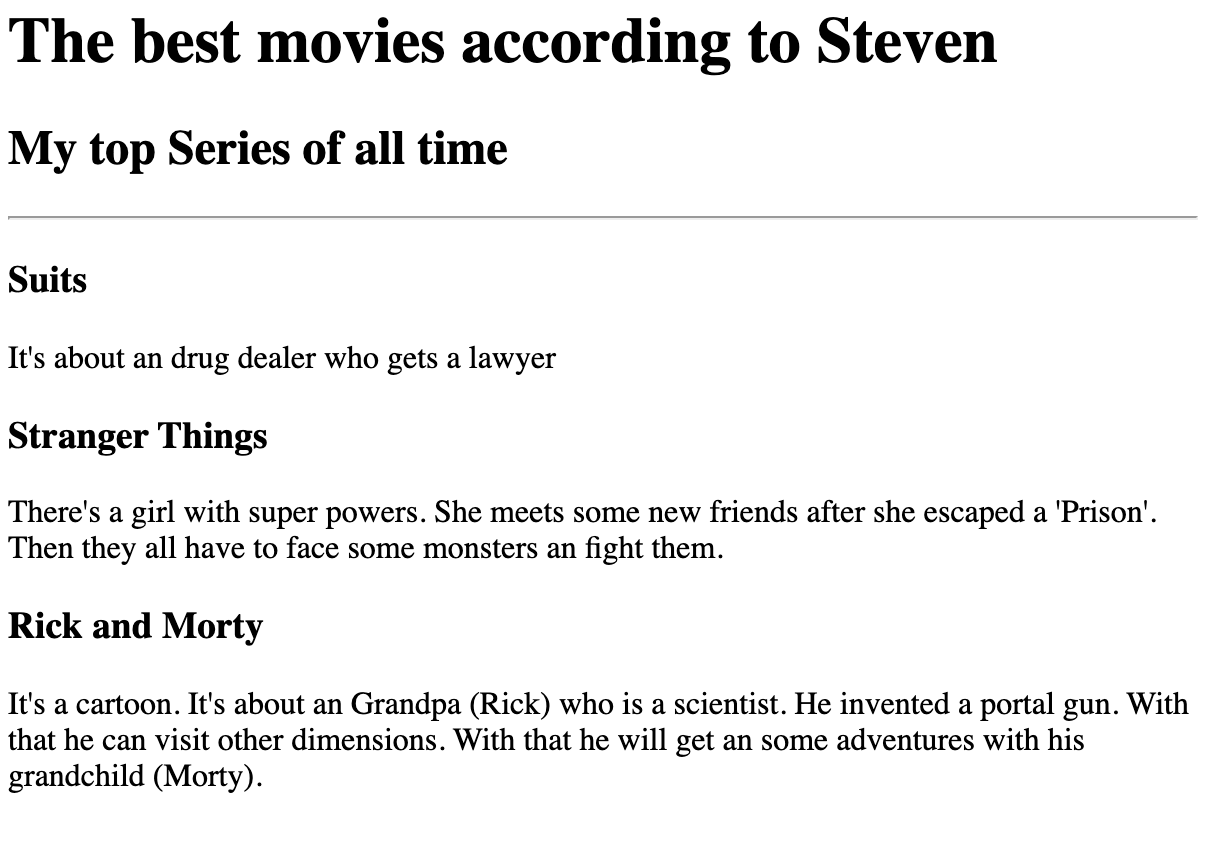 The best movies according to Steven
My top Series of all time
Suits
It's about an drug dealer who gets a lawyer
Stranger Things
There's a girl with super powers. She meets some new friends after she escaped a 'Prison'.
Then they all have to face some monsters an fight them.
Rick and Morty
It's a cartoon. It's about an Grandpa (Rick) who is a scientist. He invented a portal gun. With
that he can visit other dimensions. With that he will get an some adventures with his
grandchild (Morty).